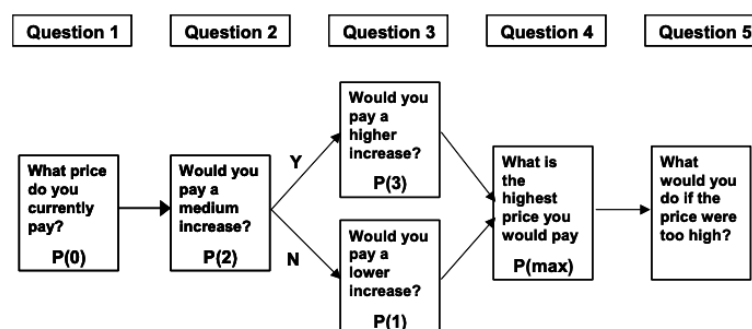 Question 1
Question 2
Question 3
Question 4
Question 5
What price
do you
currently
pay?
P(0)
Would you
pay a
medium
increase?
P(2)
Y
N
Would you
pay a
higher
increase?
P(3)
Would you
pay a
lower
increase?
P(1)
What is
the
highest
price you
would pay
P(max)
What
would you
do if the
price were
too high?